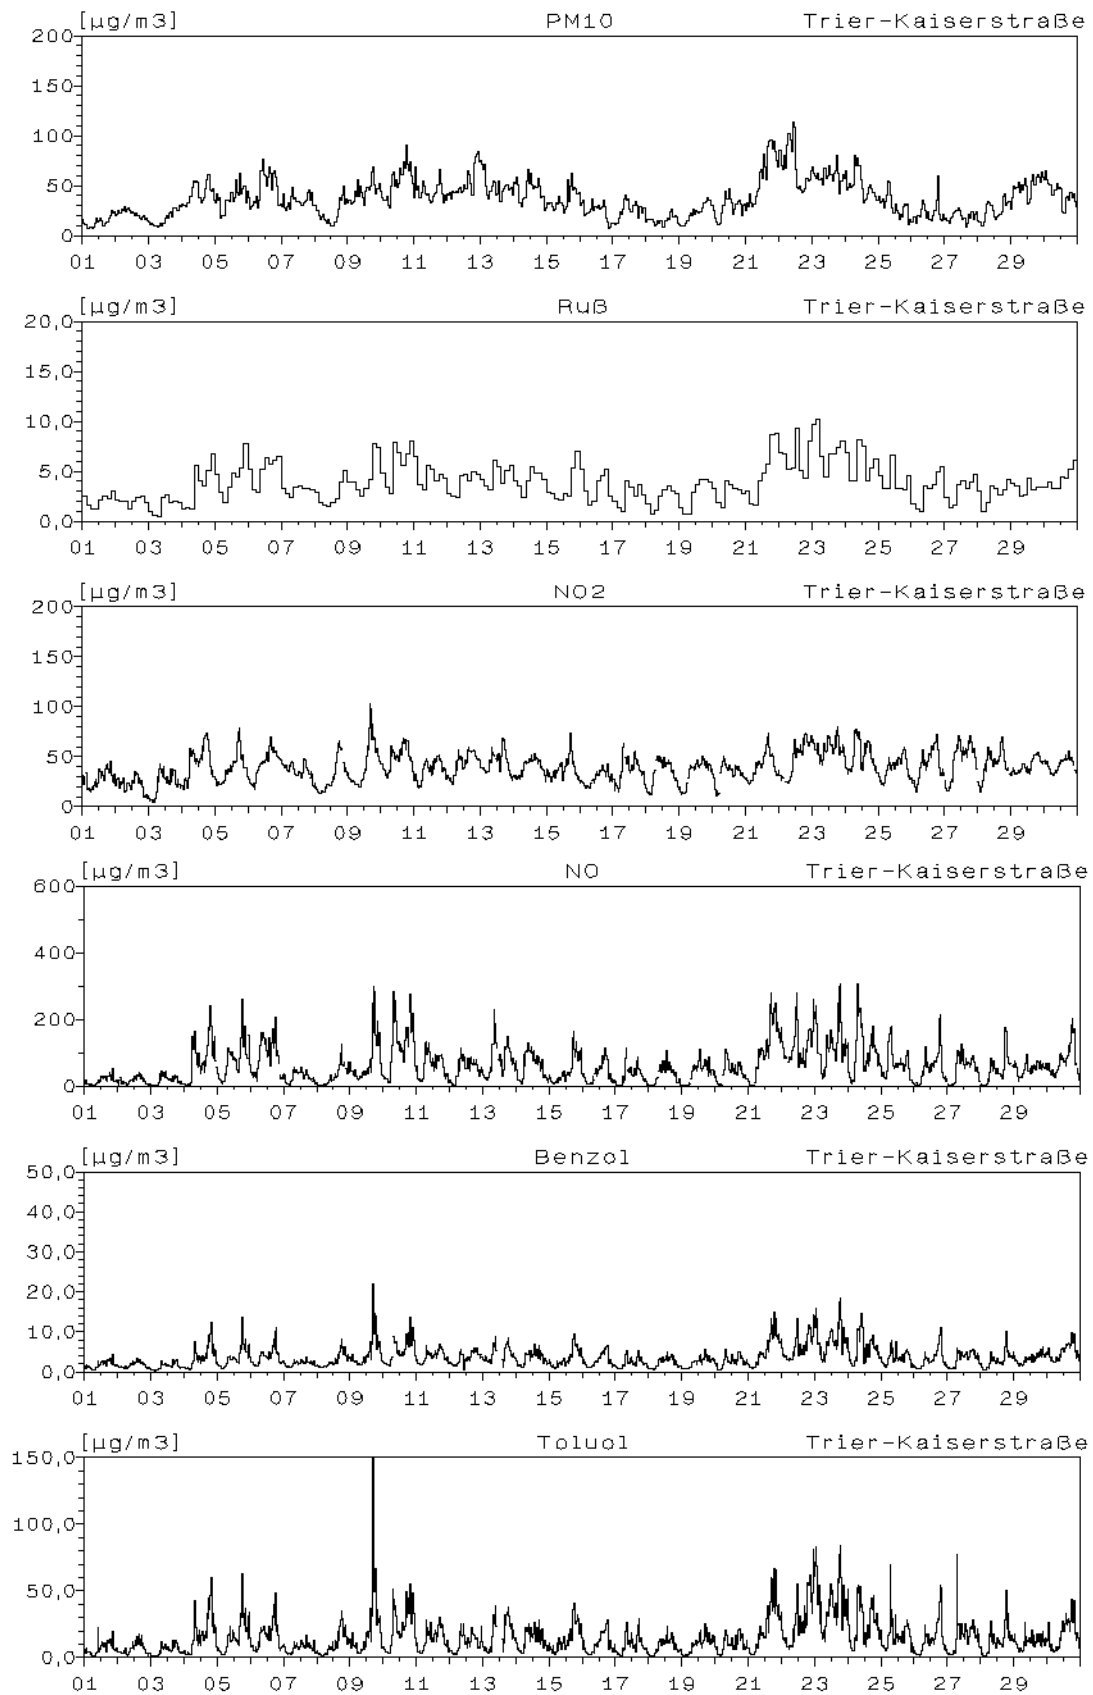 [µg/m3] PM10 Trier-Kaiserstraße
200
150
100
50
0
01 03 05 07 09 11 13 15 17 19 21 23 25 27 29
[µg/m3] Ruß Trier-Kaiserstraße
20,0
15,0
10,0
5,0
0,0
01 03 05 07 09 11 13 15 17 19 21 23 25 27 29
[µg/m3] NO2 Trier-Kaiserstraße
200
150
100
50
0
01 03 05 07 09 11 13 15 17 19 21 23 25 27 29
[µg/m3] NO Trier-Kaiserstraße
600
400
200
0
01 03 05 07 09 11 13 15 17 19 21 23 25 27 29
[µg/m3] Benzol Trier-Kaiserstraße
50,0
40,0
30,0
20,0
10,0
0,0
01 03 05 07 09 11 13 15 17 19 21 23 25 27 29
[µg/m3] Toluol Trier-Kaiserstraße
150,0
100,0
50,0
0,0
01 03 05 07 09 11 13 15 17 19 21 23 25 27 29